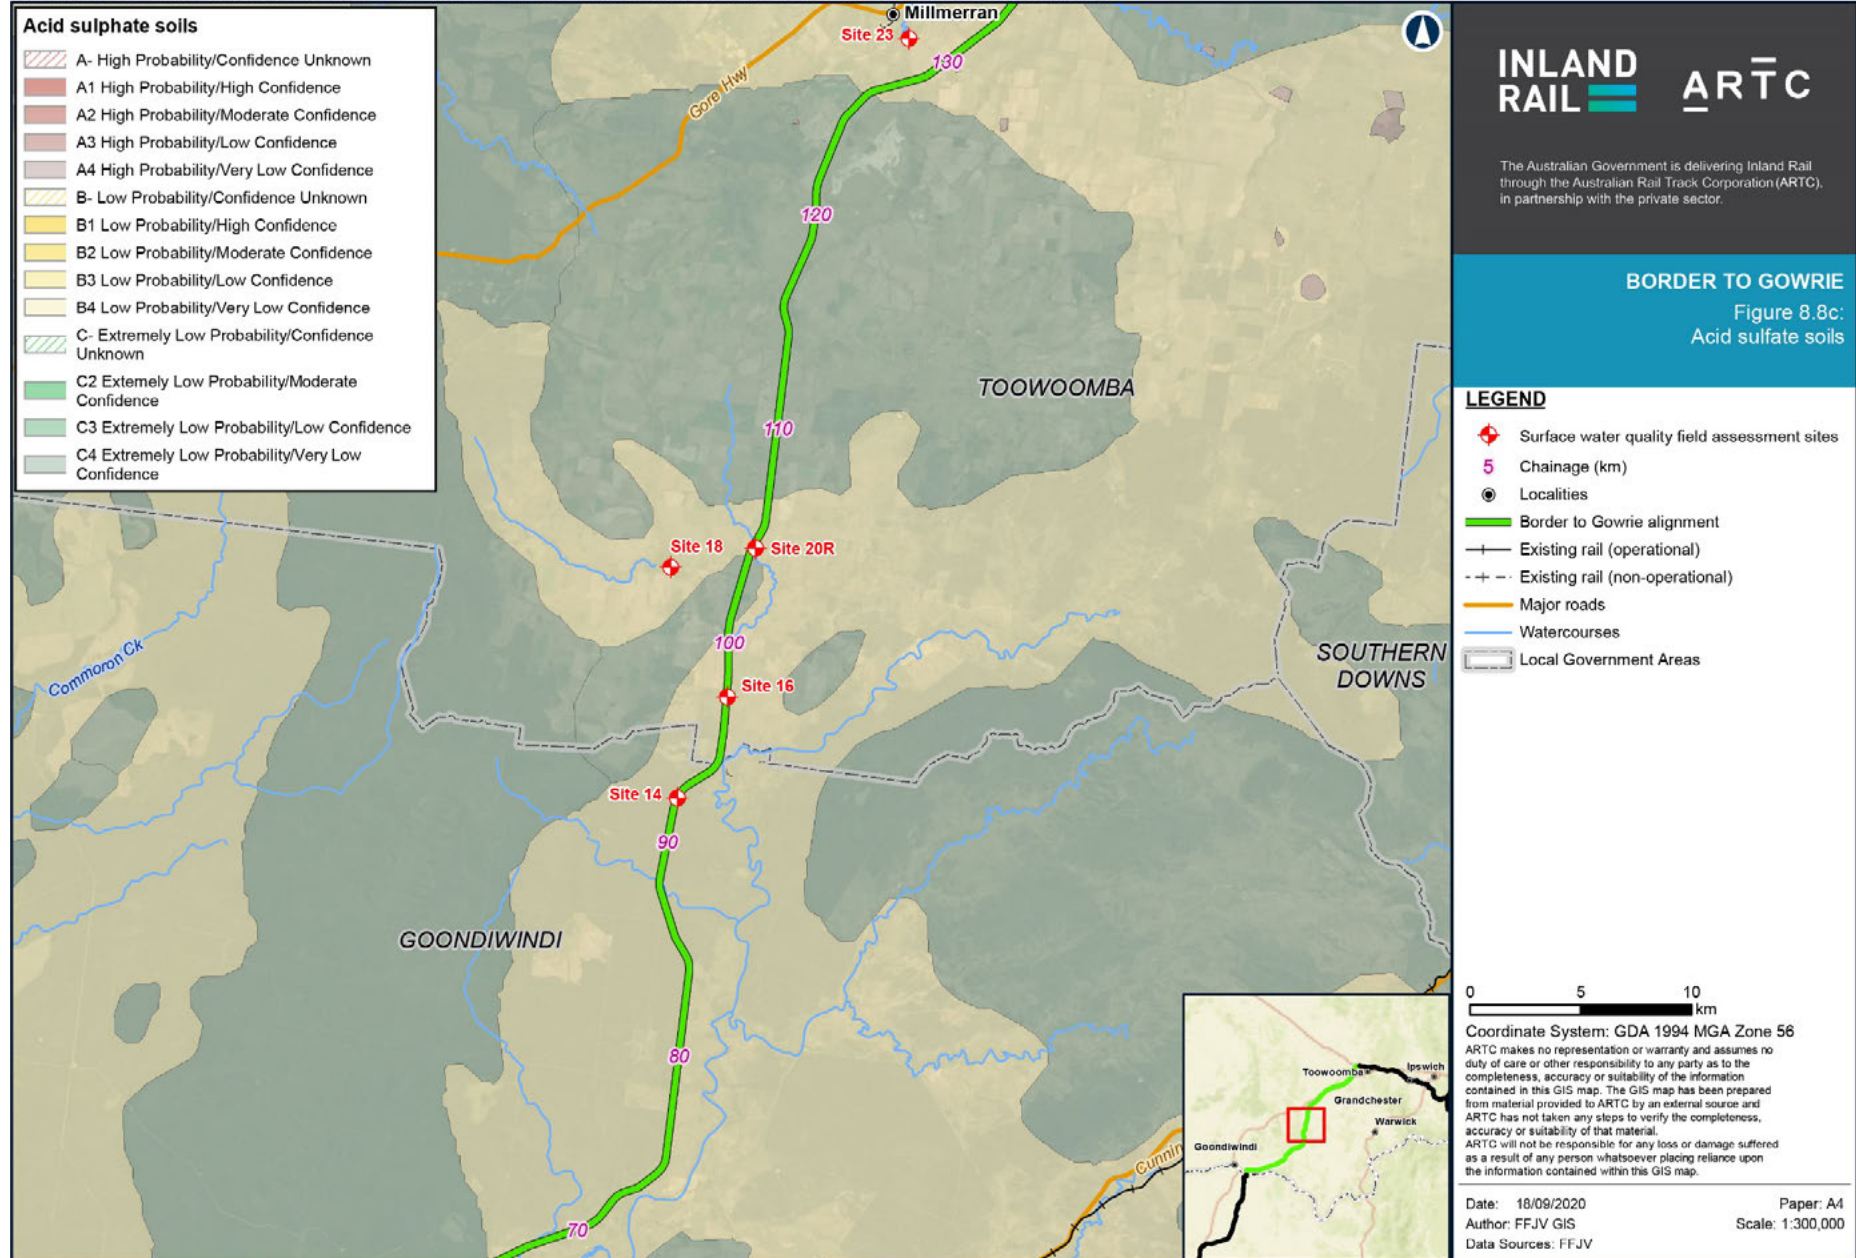 Acid sulphate soils
A- High Probability/Confidence Unknown
A1 High Probability/High Confidence
A2 High Probability/Moderate Confidence
A3 High Probability/Low Confidence
A4 High Probability/Very Low Confidence
B- Low Probability/Confidence Unknown
B1 Low Probability/High Confidence
B2 Low Probability/Moderate Confidence
B3 Low Probability/Low Confidence
B4 Low Probability/Very Low Confidence
C- Extremely Low Probability/Confidence
Unknown
C2 Extemely Low Probability/Moderate
Confidence
C3 Extremely Low Probability/Low Confidence
C4 Extremely Low Probability/Very Low
Confidence
Millmerran
Site 23
130
Gore Hwy
120
TOOWOOMBA
110
Site 18
Site 20R
100
Commoron Ck
SOUTHERN
DOWNS
Site 16
Site 14
90
GOONDIWINDI
80
70
Cunnin
Toowoomba
Ipswich
Grandchester
Warwick
Goondiwindi
INLAND
RAIL
ARTC
The Australian Government is delivering Inland Rail
through the Australian Rail Track Corporation (ARTC),
in partnership with the private sector.
BORDER TO GOWRIE
Figure 8.8c:
Acid sulfate soils
LEGEND
Surface water quality field assessment sites
5 Chainage (km)
Localities
Border to Gowrie alignment
Existing rail (operational)
Existing rail (non-operational)
Major roads
Watercourses
Local Government Areas
0 5 10
km
Coordinate System: GDA 1994 MGA Zone 56
ARTC makes no representation or warranty and assumes no
duty of care or other responsibility to any party as to the
completeness, accuracy or suitability of the information
contained in this GIS map. The GIS map has been prepared
from material provided to ARTC by an external source and
ARTC has not taken any steps to verify the completeness,
accuracy or suitability of that material.
ARTC will not be responsible for any loss or damage suffered
as a result of any person whatsoever placing reliance upon
the information contained within this GIS map.
Date: 18/09/2020 Paper: A4
Author: FFJV GIS Scale: 1:300,000
Data Sources: FFJV